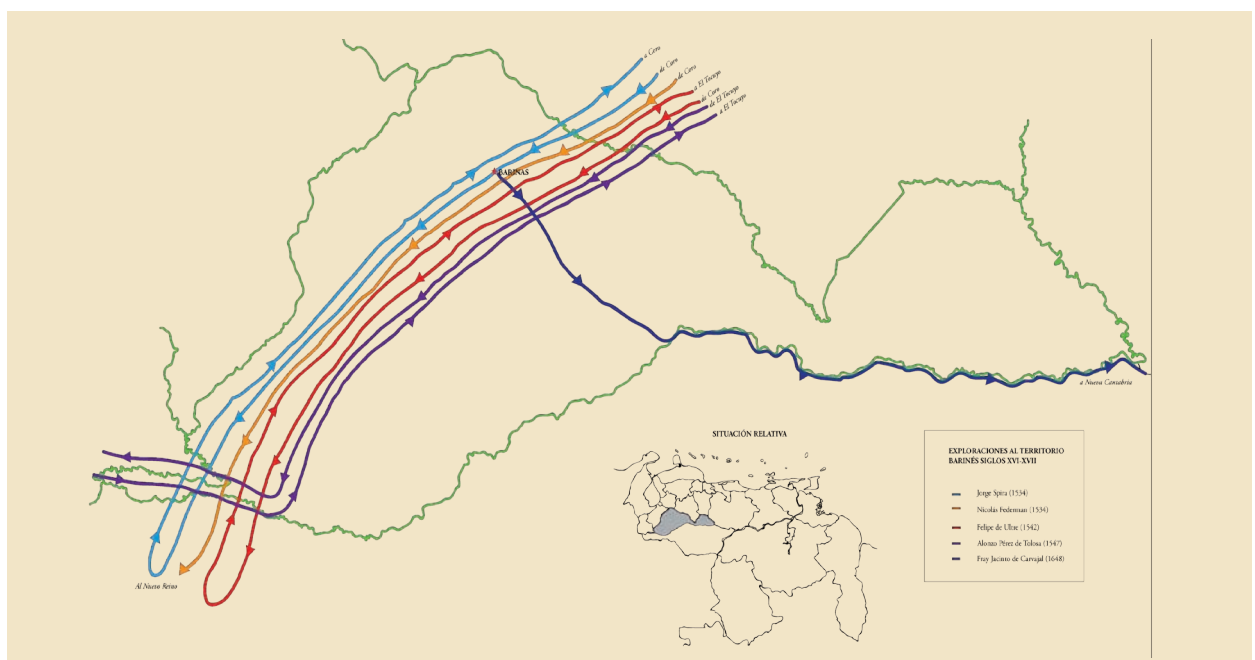 a Coro
de Coro
de Coro
a El Tocuyo
de Coro
de El Tocuyo
a El Tocuyo
BARINAS
a Nueva Cantabria
Al Nuevo Reino
SITUACIÓN RELATIVA
EXPLORACIONES AL TERRITORIO
BARINÉS SIGLOS XVI-XVII
Jorge Spira (1534)
Nicolás Federman (1534)
Felipe de Ulne (1542)
Alonzo Pérez de Tolosa (1547)
Fray Jacinto de Carvajal (1648)